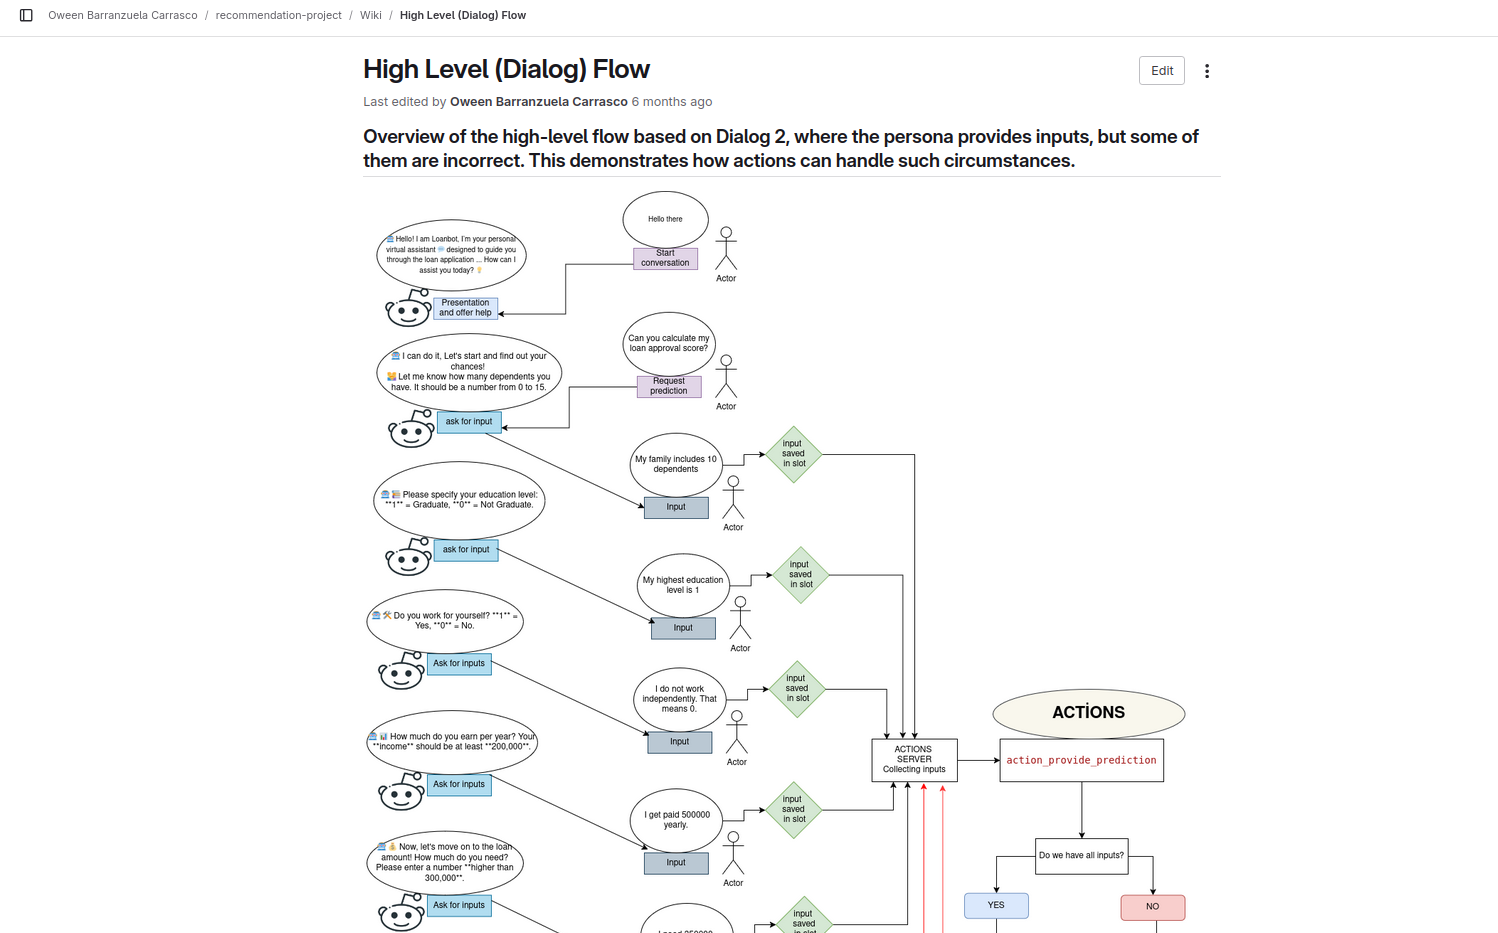 Oween Barranzuela Carrasco / recommendation-project / Wiki / High Level (Dialog) Flow
High Level (Dialog) Flow
Edit
Last edited by Oween Barranzuela Carrasco 6 months ago
Overview of the high-level flow based on Dialog 2, where the persona provides inputs, but some of
them are incorrect. This demonstrates how actions can handle such circumstances.
Hello there
Start
conversation
Actor
Hello! I am Loanbot, I'm your personal
virtual assistant designed to guide you
through the loan application ... How can I
assist you today?
Presentation
and offer help
Can you calculate my
loan approval score?
Request
prediction
Actor
I can do it, Let's start and find out your
chances!
Let me know how many dependents you
have. It should be a number from 0 to 15.
ask for input
My family includes 10
dependents
Input
Actor
input
saved
in slot
Please specify your education level:
**1** = Graduate, **0** = Not Graduate.
ask for input
My highest education
level is 1
Input
Actor
input
saved
in slot
Do you work for yourself? **1** =
Yes, **0** = No.
Ask for inputs
I do not work
independently. That
means 0.
Input
Actor
input
saved
in slot
How much do you earn per year? Your
**income** should be at least **200,000**.
Ask for inputs
I get paid 500000
yearly.
Input
Actor
input
saved
in slot
Now, let's move on to the loan
amount! How much do you need?
Please enter a number **higher than
300,000**.
Ask for inputs
input
saved
in slot
ACTIONS
SERVER
Collecting inputs
ACTİONS
action_provide_prediction
Do we have all inputs?
YES
NO